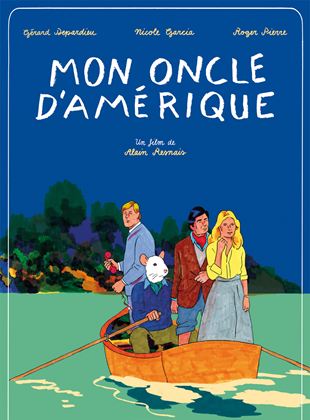 Gérard Depardieu Nicole Garcia Roger Pierre
MON ONCLE
D'AMÉRIQUE
Un film de
Alain Resnais